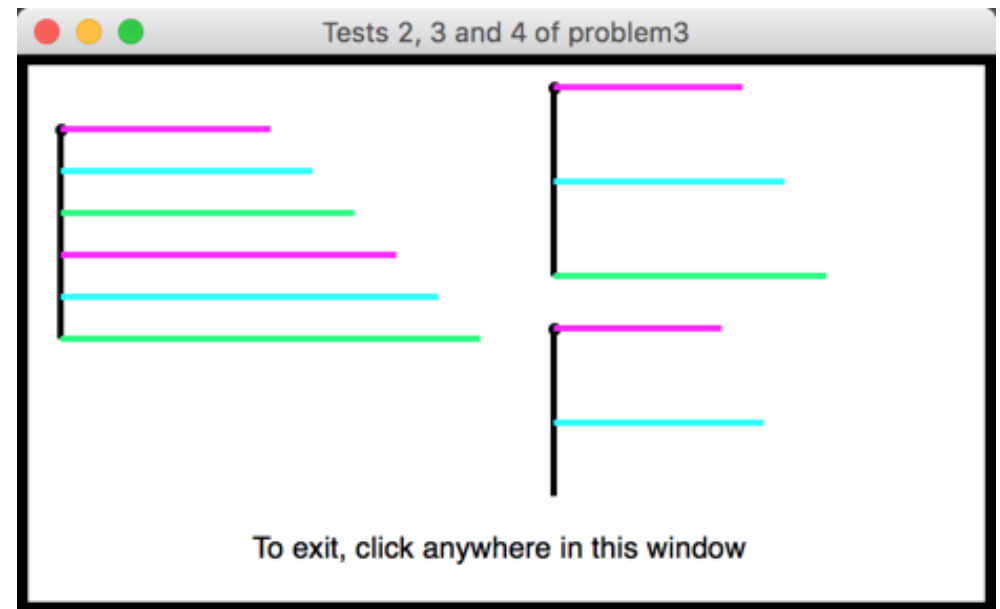 Tests 2, 3 and 4 of problem3
To exit, click anywhere in this window